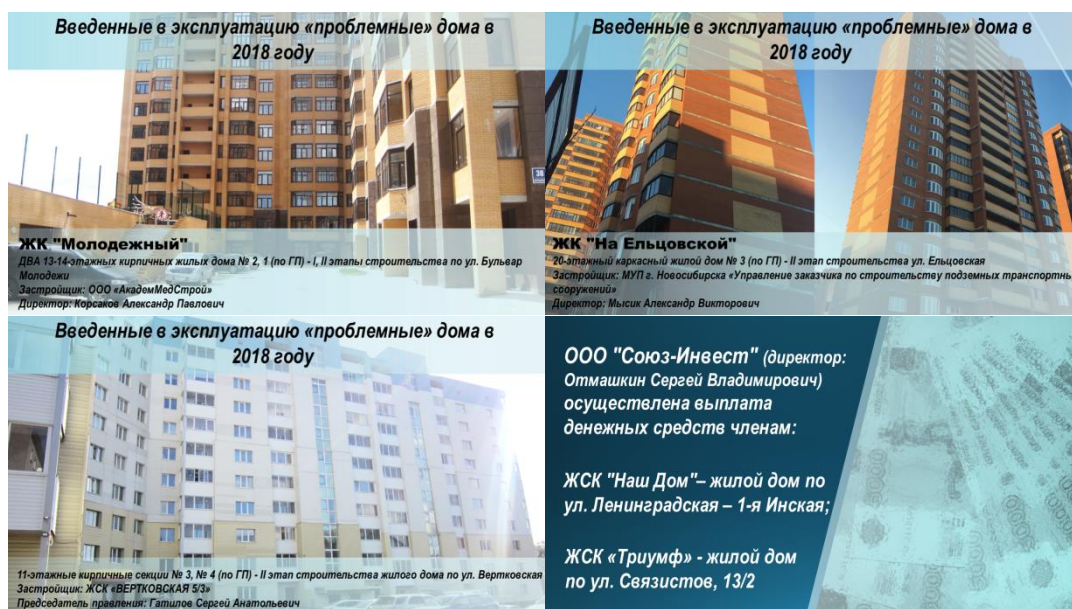 Введенные в эксплуатацию «проблемные» дома в
2018 году
38
ЖК "Молодежный"
ДВА 13-14-этажных кирпичных жилых дома № 2, 1 (по ГП) - I, II этапы строительства по ул. Бульвар
Молодежи
Застройщик: ООО «АкадемМедСтрой»
Директор: Корсаков Александр Павлович
Введенные в эксплуатацию «проблемные» дома в
2018 году
ЖК "На Ельцовской"
20-этажный каркасный жилой дом № 3 (по ГП) - II этап строительства ул. Ельцовская
Застройщик: МУП г. Новосибирска «Управление заказчика по строительству подземных транспортны
сооружений»
Директор: Мысик Александр Викторович
Введенные в эксплуатацию «проблемные» дома в
2018 году
11-этажные кирпичные секции № 3, № 4 (по ГП) - II этап строительства жилого дома по ул. Вертковская
Застройщик: ЖСК «ВЕРТКОВСКАЯ 5/3»
Председатель правления: Гатилов Сергей Анатольевич
ООО "Союз-Инвест" (директор:
Отмашкин Сергей Владимирович)
осуществлена выплата
денежных средств членам:
ЖСК "Наш Дом"– жилой дом по
ул. Ленинградская – 1-я Инская;
ЖСК «Триумф» - жилой дом
по ул. Связистов, 13/2